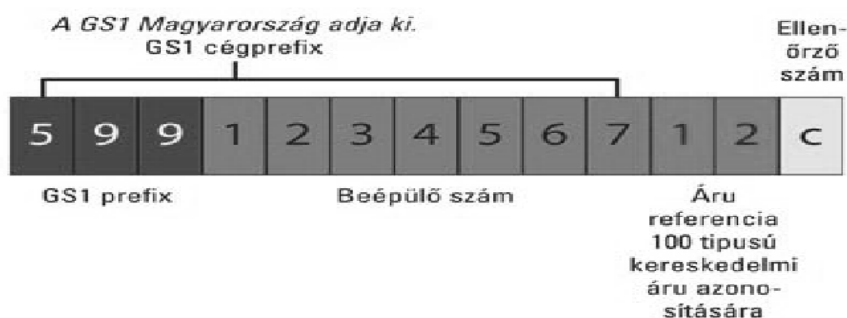 A GS1 Magyarország adja ki.
GS1 cégprefix
Ellen-
őrző
szám
5 9 9 1 2 3 4 5 6 7 1 2 C
GS1 prefix
Beépülő szám
Áru
referencia
100 tipusú
kereskedelmi
áru azono-
sítására